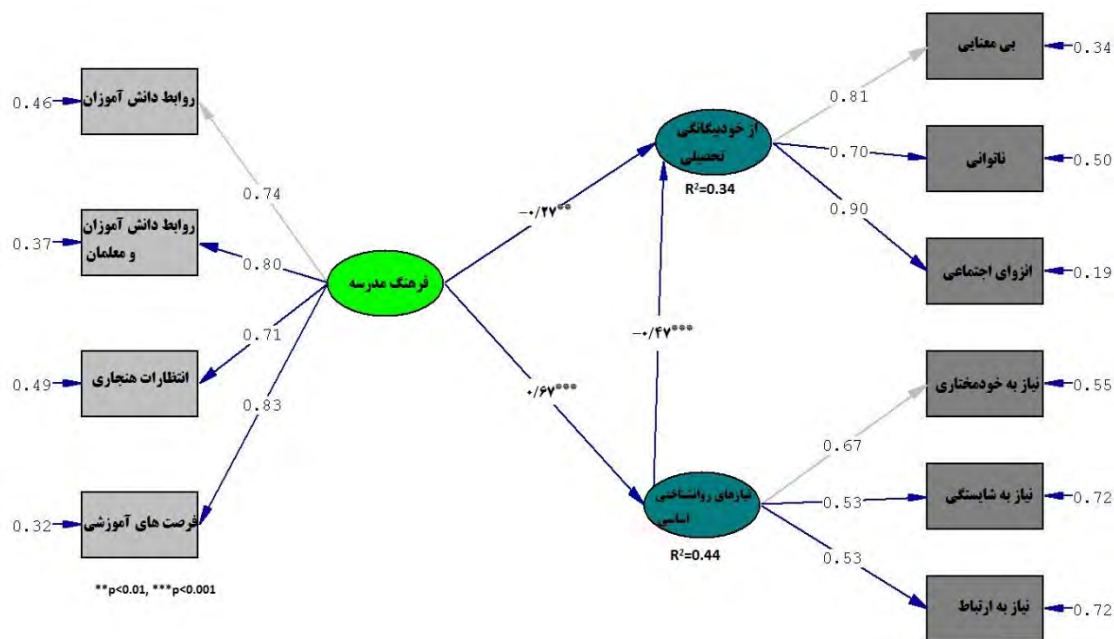 روابط دانش آموزان
0.46
0.74
روابط دانش آموزان
و معلمان
0.37
0.80
انتظارات هنجاری
0.49
0.71
فرصت های آموزشی
0.32
0.83
**p<0.01, ***p<0.001
فرهنگ مدرسه
−۰/۲۷**
۰/۶۷***
−۰/۴۷***
از خودبیگانگی
تحصیلی
R²=0.34
نیازهای روانشناختی
اساسی
R²=0.44
بی معنایی
0.34
0.81
ناتوانی
0.50
0.70
انزوای اجتماعی
0.19
0.90
نیاز به خودمختاری
0.55
0.67
نیاز به شایستگی
0.72
0.53
نیاز به ارتباط
0.72
0.53